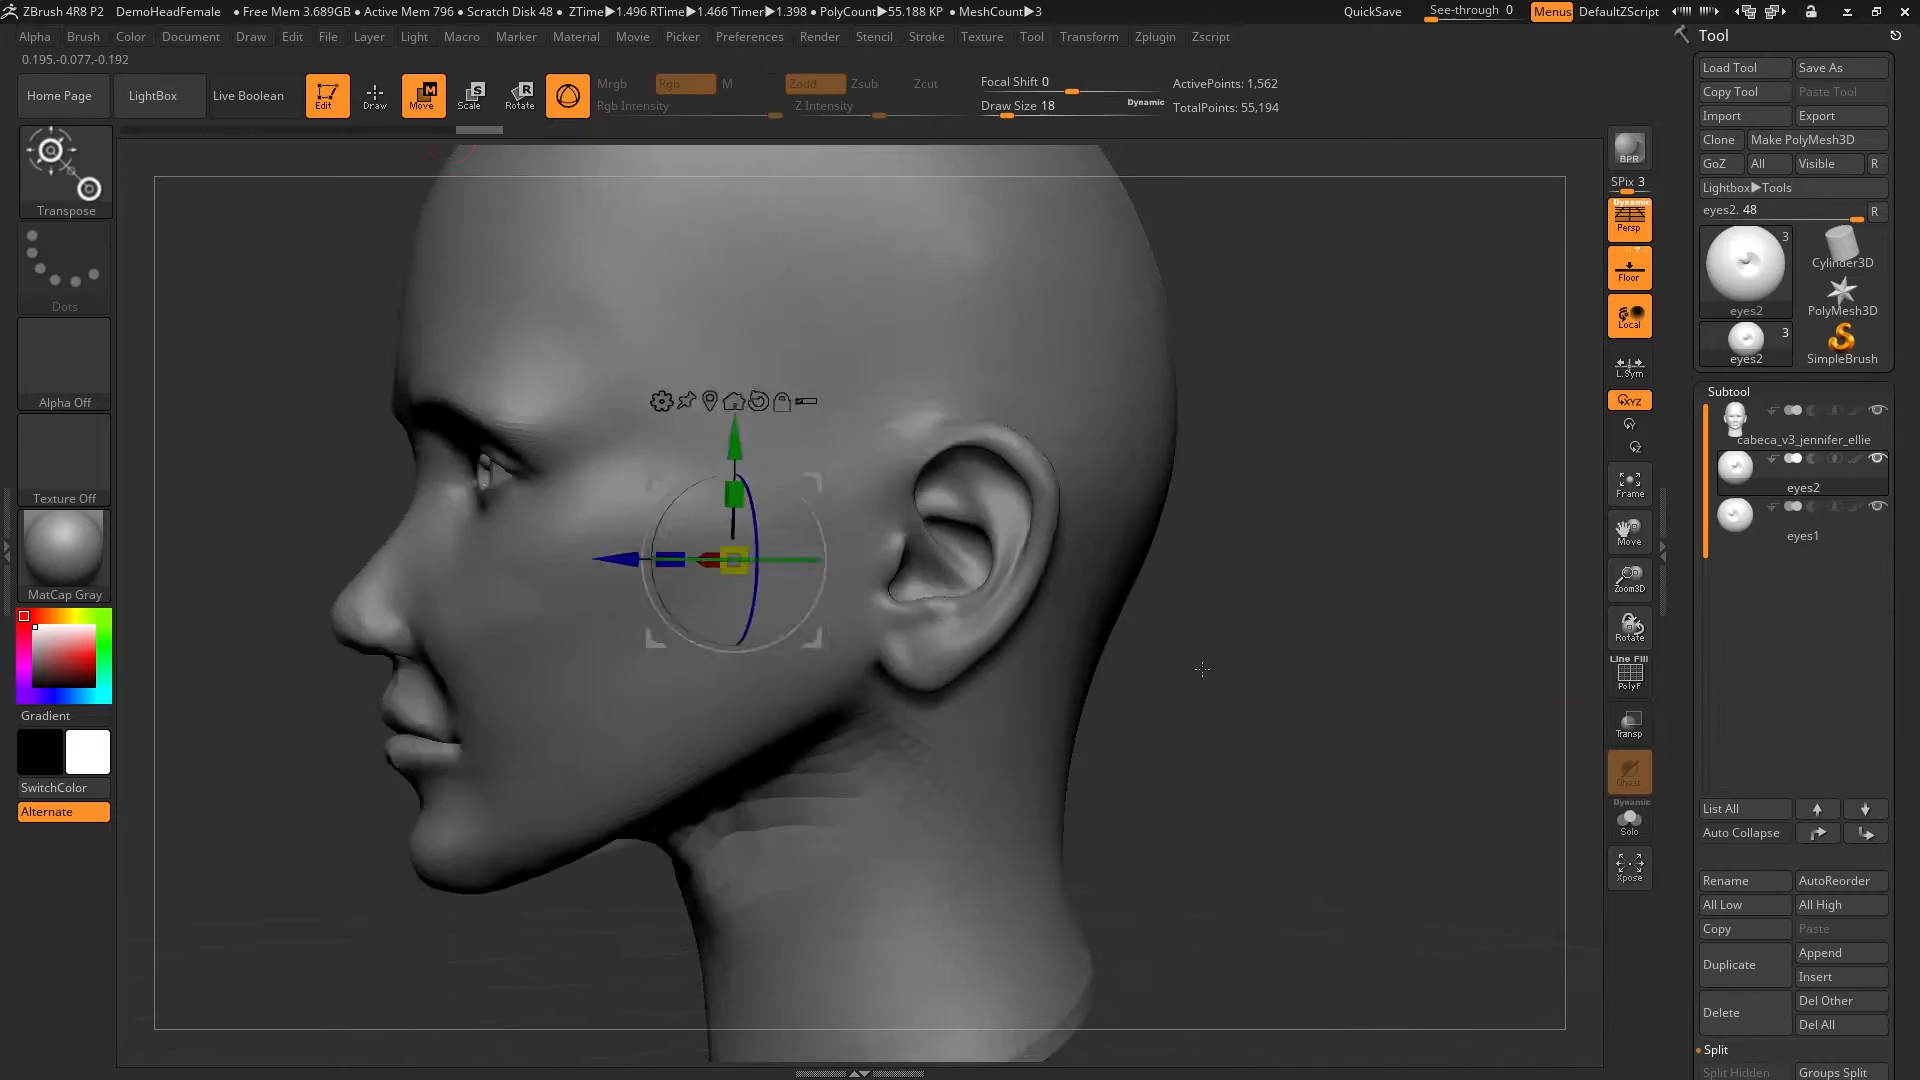 ZBrush 4R8 P2 DemoHeadFemale • Free Mem 3.689GB • Active Mem 796 • Scratch Disk 48 • ZTime▶1.496 RTime▶1.466 Timer▶1.398 • PolyCount▶55.188 KP • MeshCount▶3 QuickSave See-through 0 Menus DefaultZScript
Alpha Brush Color Document Draw Edit File Layer Light Macro Marker Material Movie Picker Preferences Render Stencil Stroke Texture Tool Transform Zplugin Zscript
0.195,-0.077,-0.192
Home Page LightBox Live Boolean Edit Draw Move Scale Rotate
Mrgb Rgb M Zadd Zsub Zcut
Rgb Intensity Z Intensity
Focal Shift 0
Draw Size 18 Dynamic
ActivePoints: 1,562
TotalPoints: 55,194
Transpose
Dots
Alpha Off
Texture Off
MatCap Gray
Gradient
SwitchColor
Alternate
BPR
SPix 3
Dynamic
Persp
Floor
Local
L.Sym
XYZ
Y
Z
Frame
Move
Zoom3D
Rotate
Line Fill
PolyF
Transp
Ghost
Dynamic
Solo
Xpose
Tool
Load Tool Save As
Copy Tool Paste Tool
Import Export
Clone Make PolyMesh3D
GoZ All Visible R
Lightbox▶Tools
eyes2. 48 R
3
eyes2
Cylinder3D
PolyMesh3D
3
eyes2
SimpleBrush
Subtool
cabeca_v3_jennifer_ellie
eyes2
eyes1
List All
Auto Collapse
Rename AutoReorder
All Low All High
Copy Paste
Duplicate Append
Insert
Delete Del Other
Del All
Split
Split Hidden Groups Split